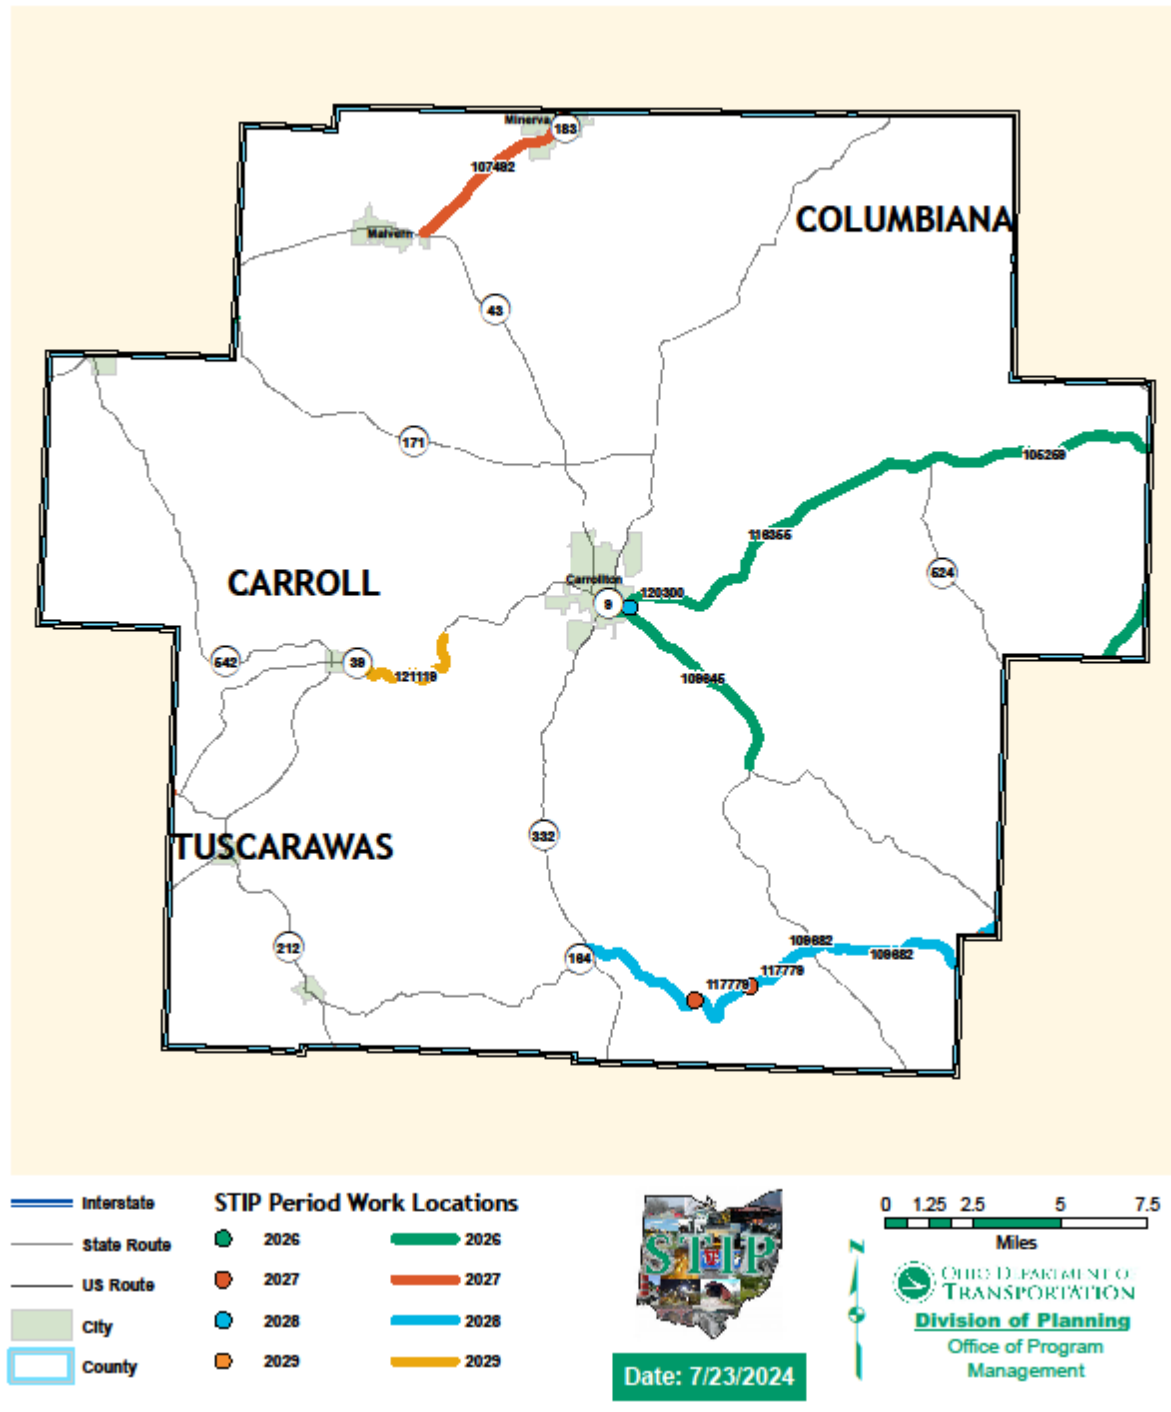 Minerva
183
107492
COLUMBIANA
Malvern
43
171
105259
116355
524
CARROLL
Carrollton
120300
9
542
39
121119
109645
TUSCARAWAS
332
212
164
109682
109682
117779
117779
Interstate
State Route
US Route
City
County
STIP Period Work Locations
2026
2026
2027
2027
2028
2028
2029
2029
STIP
Date: 7/23/2024
0 1.25 2.5 5 7.5
Miles
N
OHIO DEPARTMENT OF
TRANSPORTATION
Division of Planning
Office of Program
Management